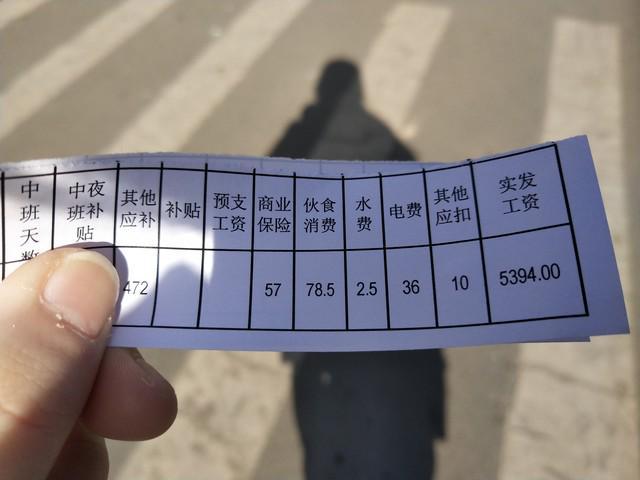 中班天数 中夜班补贴 其他应补 补贴 预支工资 商业保险 伙食消费 水费 电费 其他应扣 实发工资
472 57 78.5 2.5 36 10 5394.00